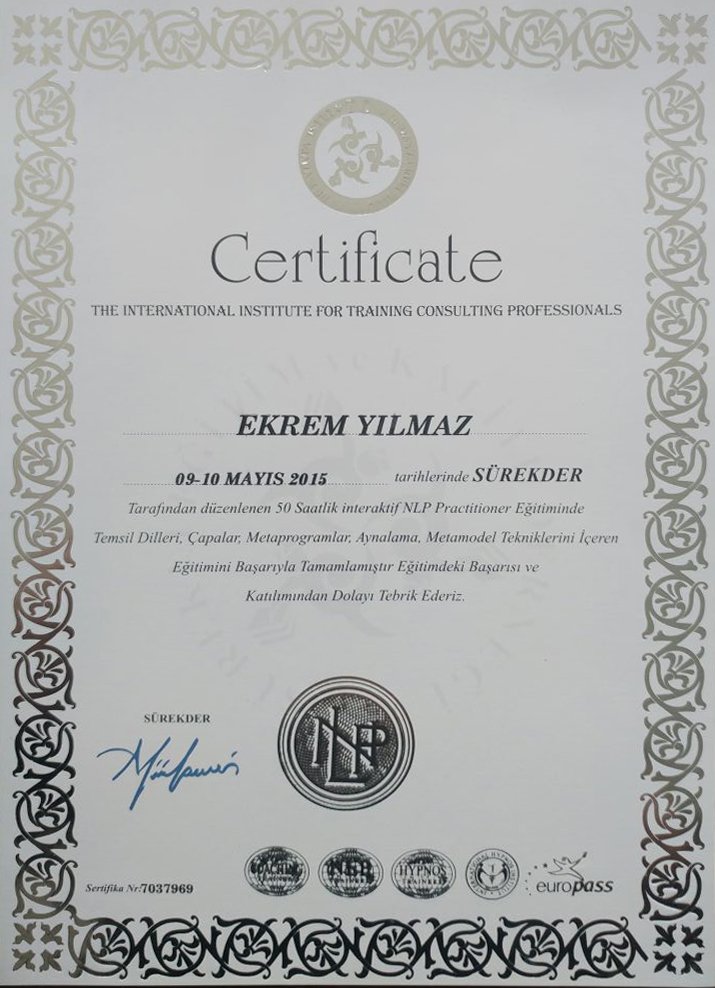 Certificate
THE INTERNATIONAL INSTITUTE FOR TRAINING CONSULTING PROFESSIONALS
EKREM YILMAZ
09-10 MAYIS 2015 tarihlerinde SÜREKDER
Tarafından düzenlenen 50 Saatlik interaktif NLP Practitioner Eğitiminde
Temsil Dilleri, Çapalar, Metaprogramlar, Aynalama, Metamodel Tekniklerini İçeren
Eğitimini Başarıyla Tamamlamıştır Eğitimdeki Başarısı ve
Katılımından Dolayı Tebrik Ederiz.
SÜREKDER
NLP
Sertifika Nr:7037969
europass